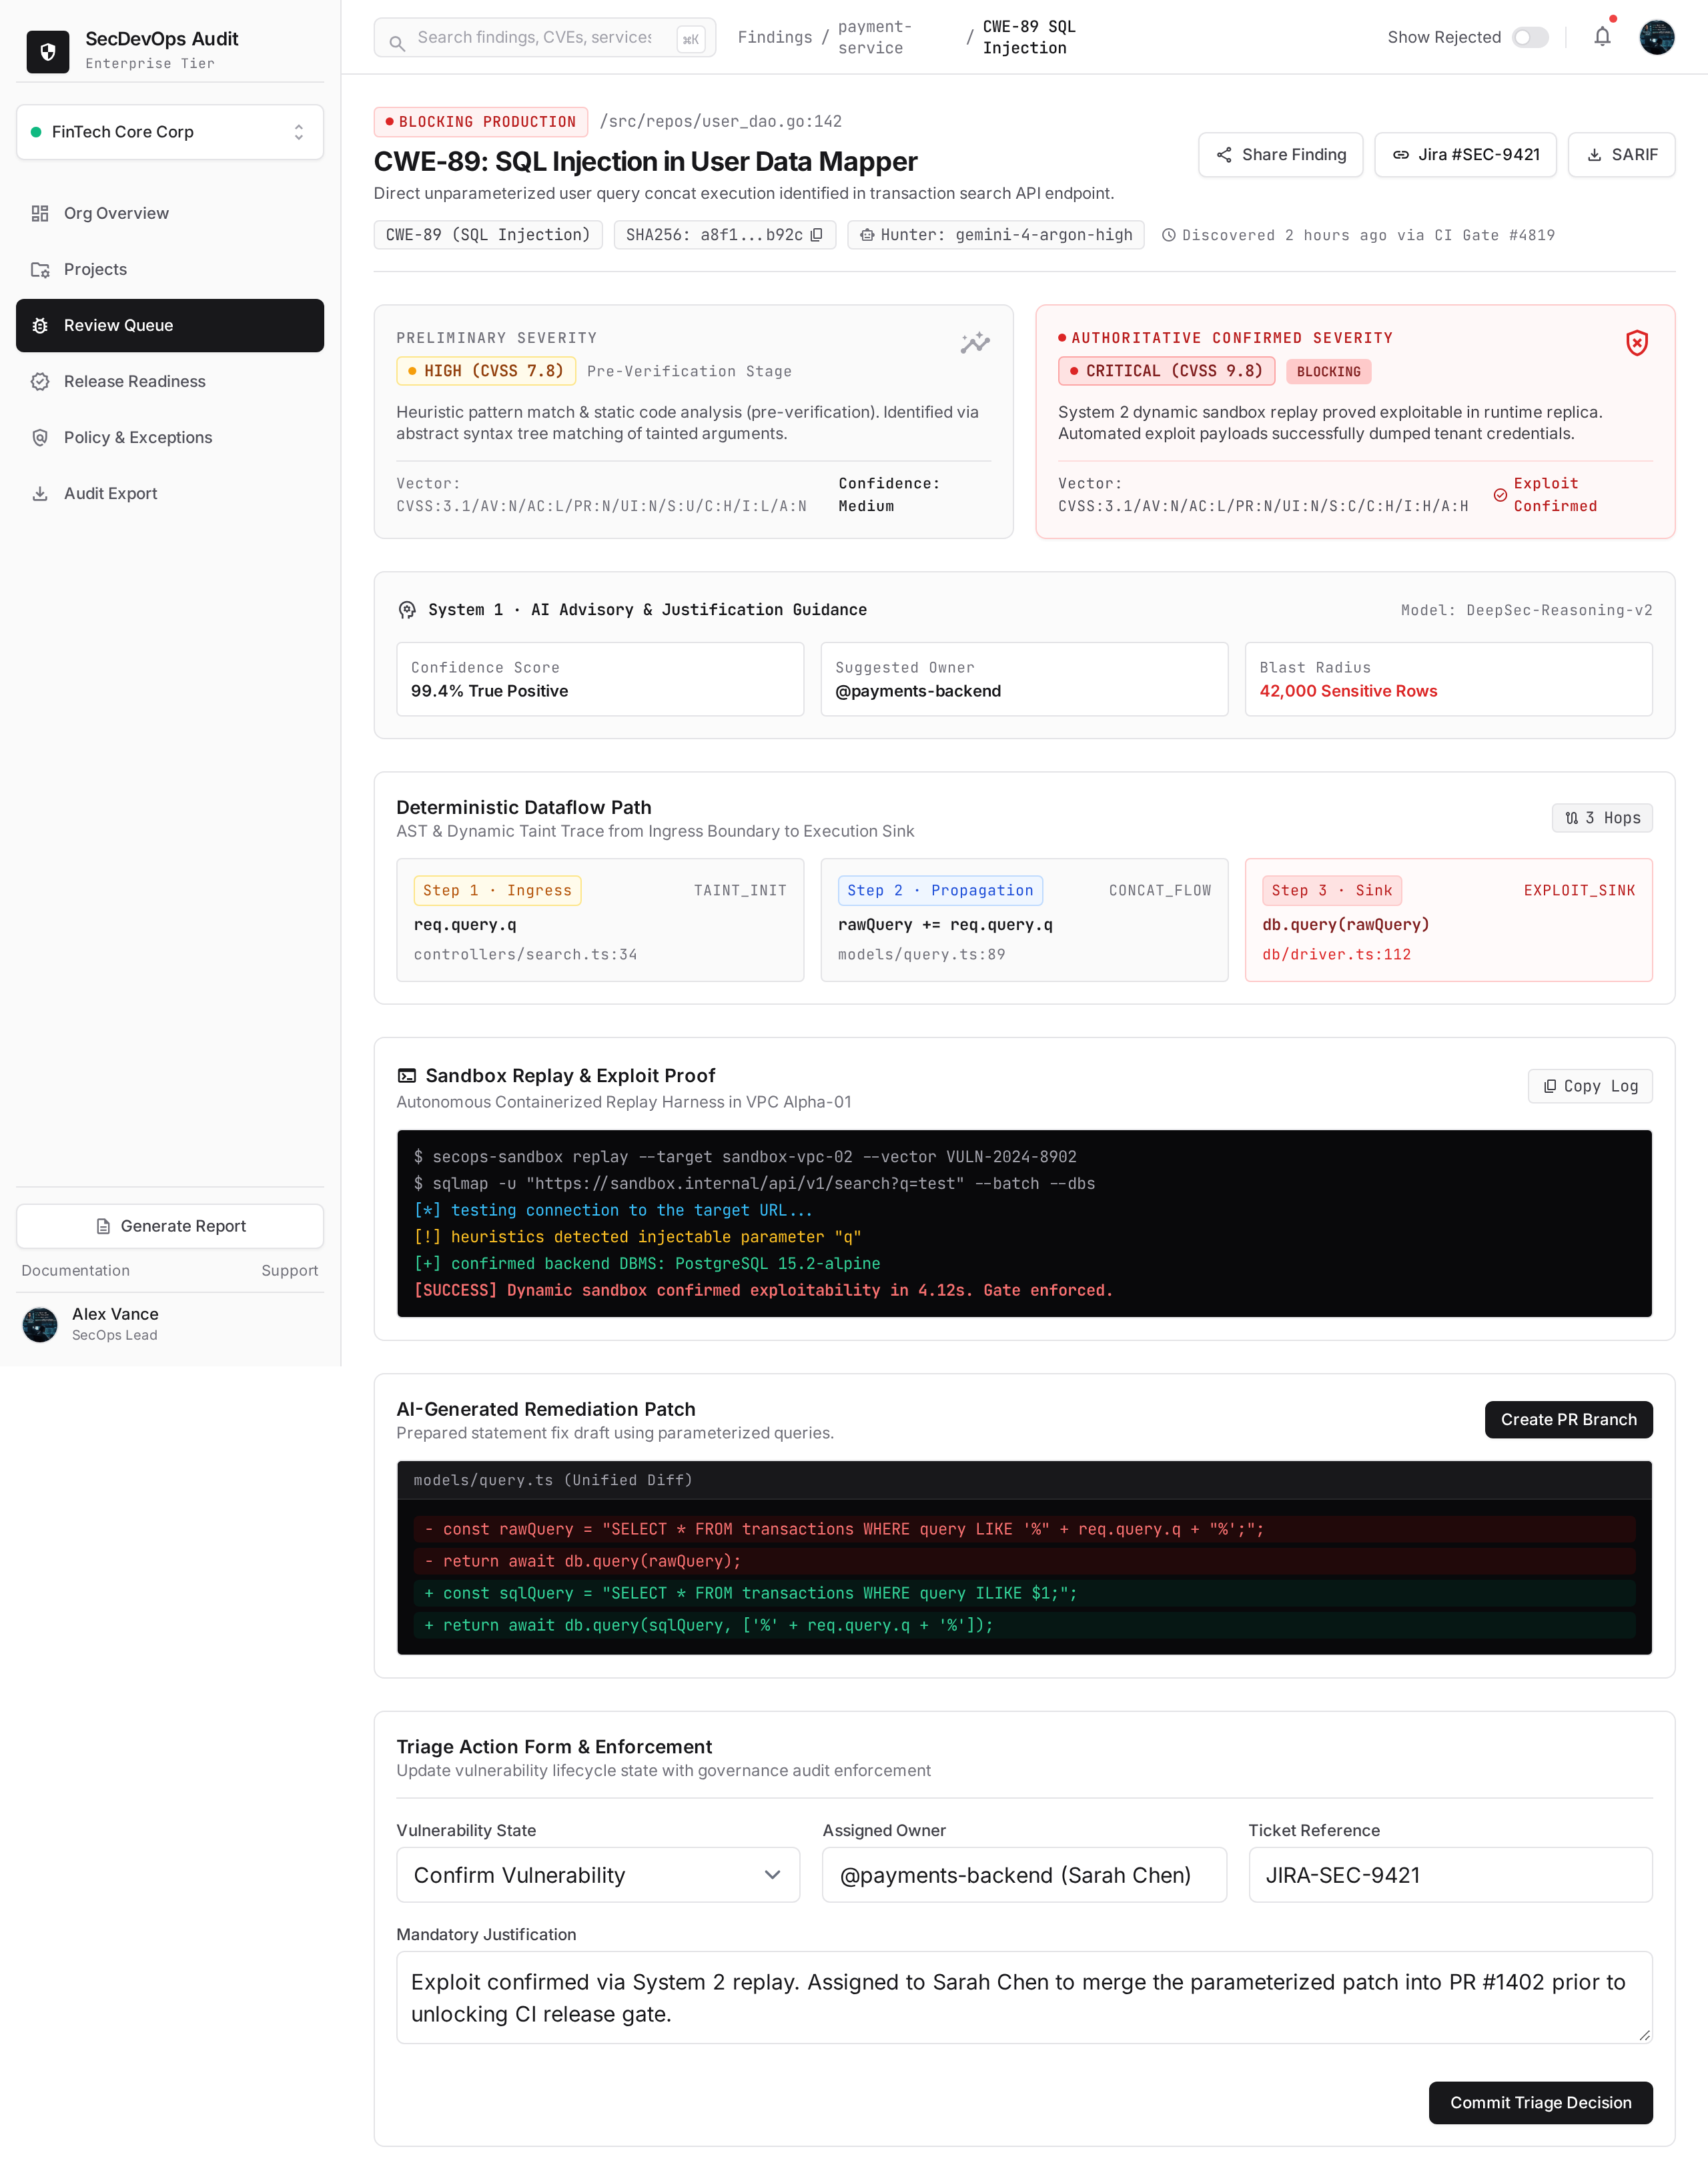 SecDevOps Audit
Enterprise Tier
FinTech Core Corp
Org Overview
Projects
Review Queue
Release Readiness
Policy & Exceptions
Audit Export
Generate Report
Documentation
Support
Alex Vance
SecOps Lead
Search findings, CVEs, services
⌘K
Findings / payment-
service
/ CWE-89 SQL
Injection
Show Rejected
BLOCKING PRODUCTION
/src/repos/user_dao.go:142
CWE-89: SQL Injection in User Data Mapper
Direct unparameterized user query concat execution identified in transaction search API endpoint.
Share Finding
Jira #SEC-9421
SARIF
CWE-89 (SQL Injection)
SHA256: a8f1...b92c
Hunter: gemini-4-argon-high
Discovered 2 hours ago via CI Gate #4819
PRELIMINARY SEVERITY
HIGH (CVSS 7.8)
Pre-Verification Stage
Heuristic pattern match & static code analysis (pre-verification). Identified via
abstract syntax tree matching of tainted arguments.
Vector:
CVSS:3.1/AV:N/AC:L/PR:N/UI:N/S:U/C:H/I:L/A:N
Confidence:
Medium
AUTHORITATIVE CONFIRMED SEVERITY
CRITICAL (CVSS 9.8)
BLOCKING
System 2 dynamic sandbox replay proved exploitable in runtime replica.
Automated exploit payloads successfully dumped tenant credentials.
Vector:
CVSS:3.1/AV:N/AC:L/PR:N/UI:N/S:C/C:H/I:H/A:H
Exploit
Confirmed
System 1 · AI Advisory & Justification Guidance
Model: DeepSec-Reasoning-v2
Confidence Score
99.4% True Positive
Suggested Owner
@payments-backend
Blast Radius
42,000 Sensitive Rows
Deterministic Dataflow Path
AST & Dynamic Taint Trace from Ingress Boundary to Execution Sink
3 Hops
Step 1 · Ingress
TAINT_INIT
req.query.q
controllers/search.ts:34
Step 2 · Propagation
CONCAT_FLOW
rawQuery += req.query.q
models/query.ts:89
Step 3 · Sink
EXPLOIT_SINK
db.query(rawQuery)
db/driver.ts:112
Sandbox Replay & Exploit Proof
Autonomous Containerized Replay Harness in VPC Alpha-01
Copy Log
$ secops-sandbox replay --target sandbox-vpc-02 --vector VULN-2024-8902
$ sqlmap -u "https://sandbox.internal/api/v1/search?q=test" --batch --dbs
[*] testing connection to the target URL...
[!] heuristics detected injectable parameter "q"
[+] confirmed backend DBMS: PostgreSQL 15.2-alpine
[SUCCESS] Dynamic sandbox confirmed exploitability in 4.12s. Gate enforced.
AI-Generated Remediation Patch
Prepared statement fix draft using parameterized queries.
Create PR Branch
models/query.ts (Unified Diff)
- const rawQuery = "SELECT * FROM transactions WHERE query LIKE '%" + req.query.q + "%';";
- return await db.query(rawQuery);
+ const sqlQuery = "SELECT * FROM transactions WHERE query ILIKE $1;";
+ return await db.query(sqlQuery, ['%' + req.query.q + '%']);
Triage Action Form & Enforcement
Update vulnerability lifecycle state with governance audit enforcement
Vulnerability State
Confirm Vulnerability
Assigned Owner
@payments-backend (Sarah Chen)
Ticket Reference
JIRA-SEC-9421
Mandatory Justification
Exploit confirmed via System 2 replay. Assigned to Sarah Chen to merge the parameterized patch into PR #1402 prior to
unlocking CI release gate.
Commit Triage Decision